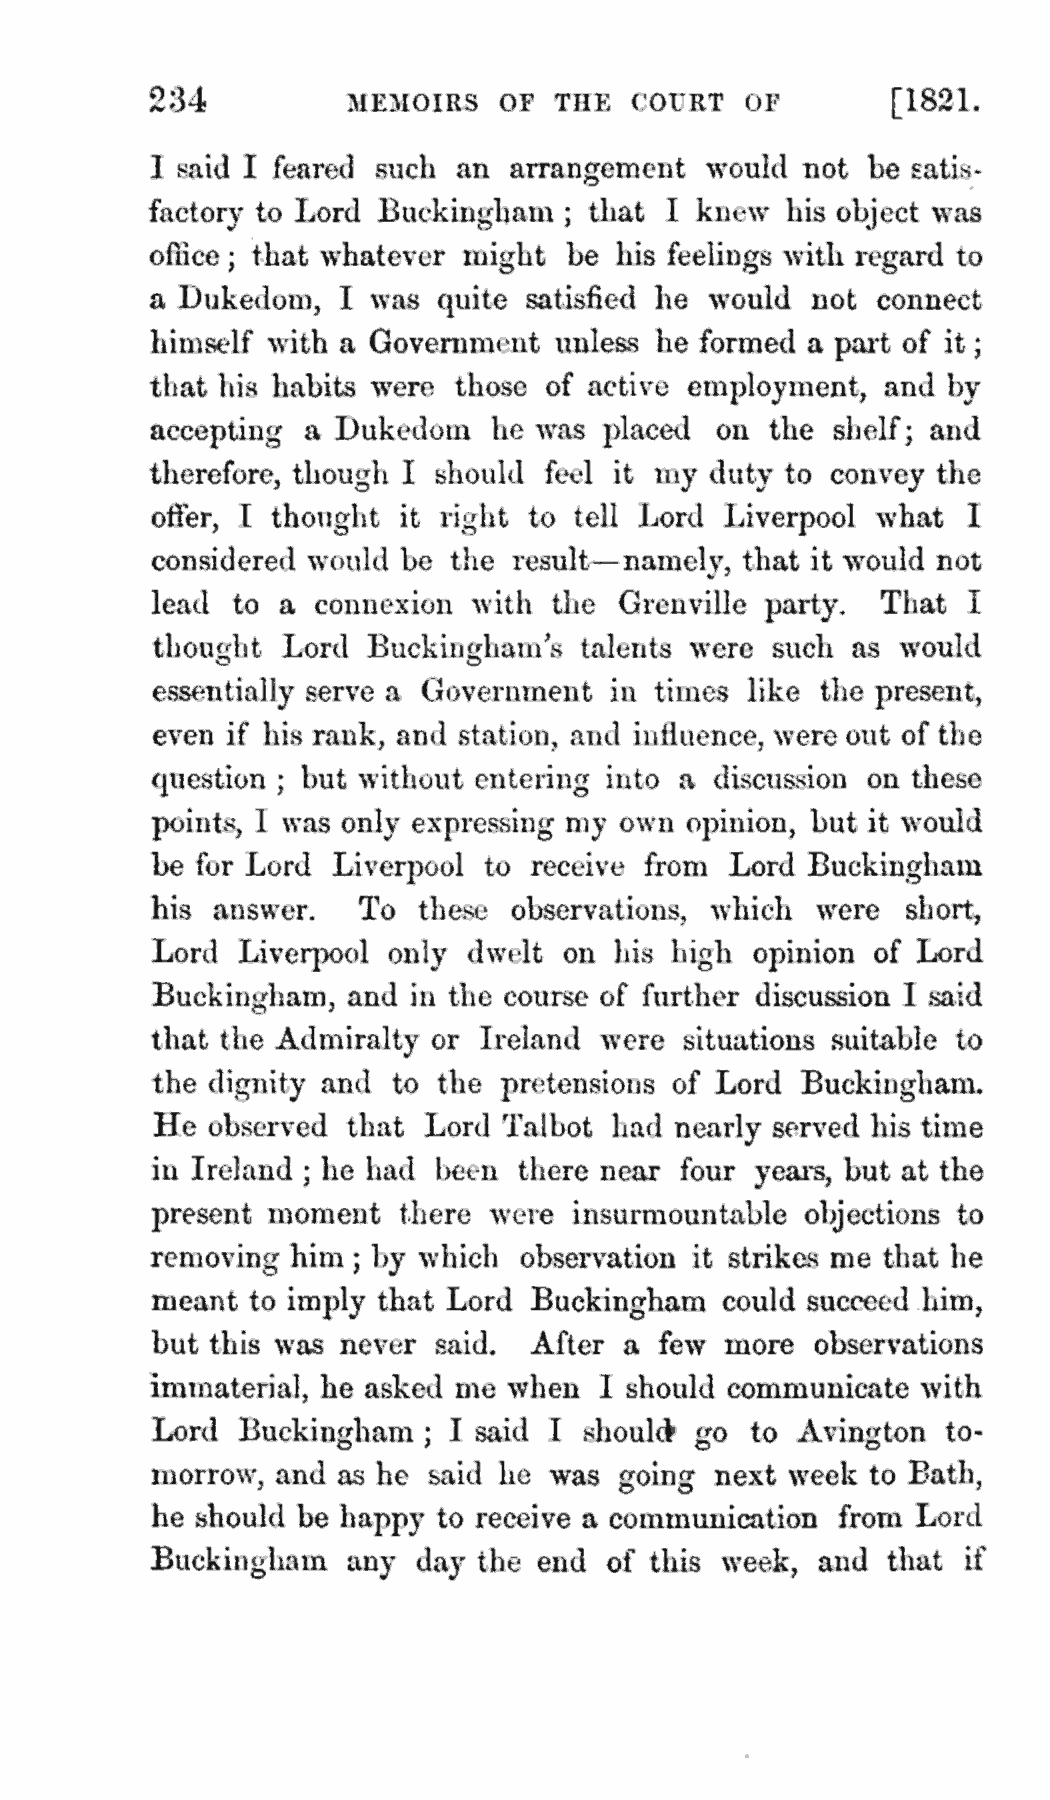 234 MEMOIRS OF THE COURT OF [1821.
I said I feared such an arrangement would not be satis-
factory to Lord Buckingham ; that I knew his object was
office ; that whatever might be his feelings with regard to
a Dukedom, I was quite satisfied he would not connect
himself with a Government unless he formed a part of it ;
that his habits were those of active employment, and by
accepting a Dukedom he was placed on the shelf; and
therefore, though I should feel it my duty to convey the
offer, I thought it right to tell Lord Liverpool what I
considered would be the result—namely, that it would not
lead to a connexion with the Grenville party. That I
thought Lord Buckingham's talents were such as would
essentially serve a Government in times like the present,
even if his rank, and station, and influence, were out of the
question ; but without entering into a discussion on these
points, I was only expressing my own opinion, but it would
be for Lord Liverpool to receive from Lord Buckingham
his answer. To these observations, which were short,
Lord Liverpool only dwelt on his high opinion of Lord
Buckingham, and in the course of further discussion I said
that the Admiralty or Ireland were situations suitable to
the dignity and to the pretensions of Lord Buckingham.
He observed that Lord Talbot had nearly served his time
in Ireland ; he had been there near four years, but at the
present moment there were insurmountable objections to
removing him ; by which observation it strikes me that he
meant to imply that Lord Buckingham could succeed him,
but this was never said. After a few more observations
immaterial, he asked me when I should communicate with
Lord Buckingham ; I said I should go to Avington to-
morrow, and as he said he was going next week to Bath,
he should be happy to receive a communication from Lord
Buckingham any day the end of this week, and that if